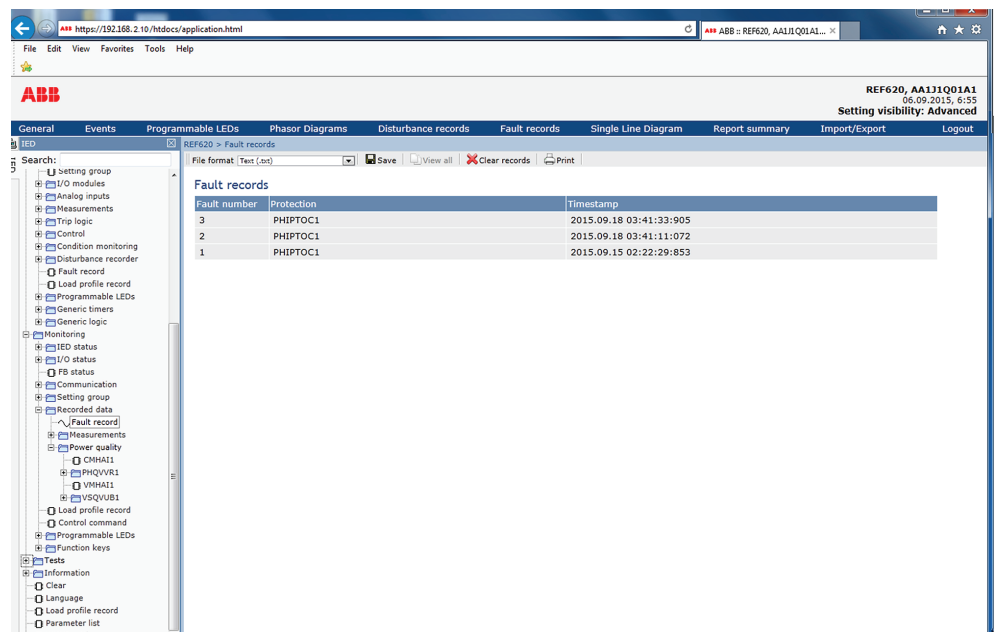 ABB https://192.168.2.10/htdocs/application.html
ABB ABB :: REF620, AA1J1Q01A1... ×
File Edit View Favorites Tools Help
ABB
REF620, AA1J1Q01A1
06.09.2015, 6:55
Setting visibility: Advanced
General Events Programmable LEDs Phasor Diagrams Disturbance records Fault records Single Line Diagram Report summary Import/Export Logout
IED
REF620 > Fault records
Search:
File format Text (.txt) Save View all Clear records Print
Setting group
I/O modules
Analog inputs
Measurements
Trip logic
Control
Condition monitoring
Disturbance recorder
Fault record
Load profile record
Programmable LEDs
Generic timers
Generic logic
Monitoring
IED status
I/O status
FB status
Communication
Setting group
Recorded data
Fault record
Measurements
Power quality
CMHAI1
PHQVVR1
VMHAI1
VSQVUB1
Load profile record
Control command
Programmable LEDs
Function keys
Tests
Information
Clear
Language
Load profile record
Parameter list
Fault records
Fault number Protection Timestamp
3 PHIPTOC1 2015.09.18 03:41:33:905
2 PHIPTOC1 2015.09.18 03:41:11:072
1 PHIPTOC1 2015.09.15 02:22:29:853